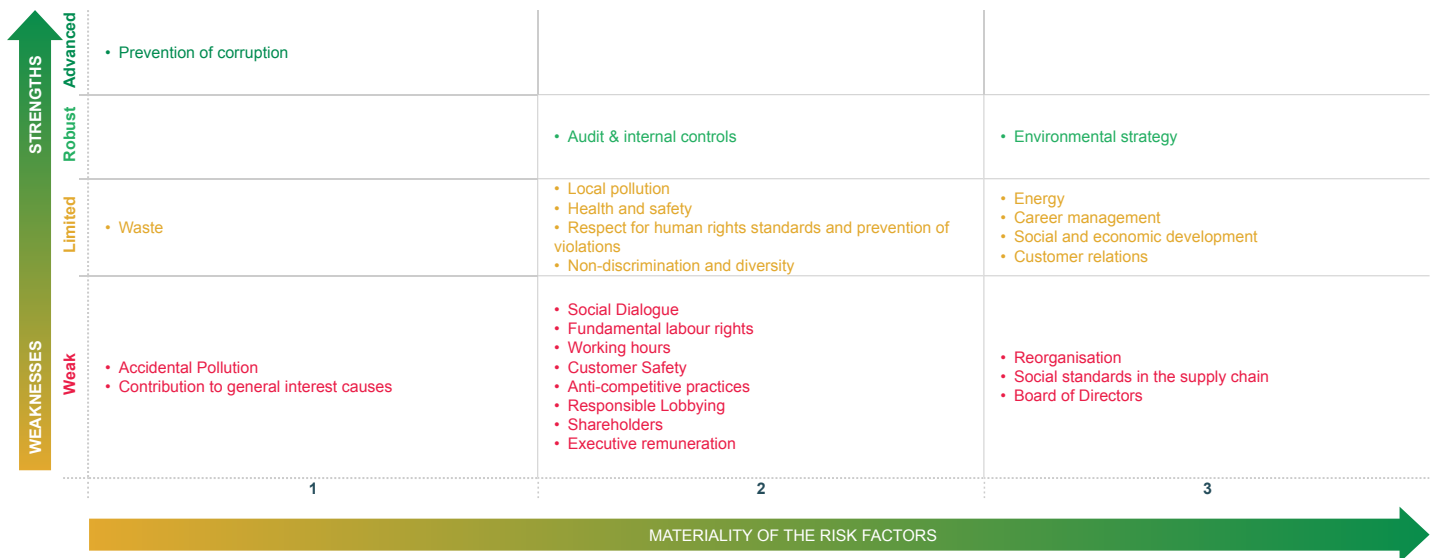 STRENGTHS
WEAKNESSES
Advanced
• Prevention of corruption
Robust
• Audit & internal controls
• Environmental strategy
Limited
• Waste
• Local pollution
• Health and safety
• Respect for human rights standards and prevention of
violations
• Non-discrimination and diversity
• Energy
• Career management
• Social and economic development
• Customer relations
Weak
• Accidental Pollution
• Contribution to general interest causes
• Social Dialogue
• Fundamental labour rights
• Working hours
• Customer Safety
• Anti-competitive practices
• Responsible Lobbying
• Shareholders
• Executive remuneration
• Reorganisation
• Social standards in the supply chain
• Board of Directors
1
2
3
MATERIALITY OF THE RISK FACTORS